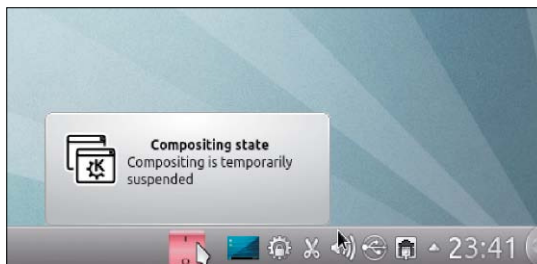 Compositing state
Compositing is temporarily
suspended
23:41